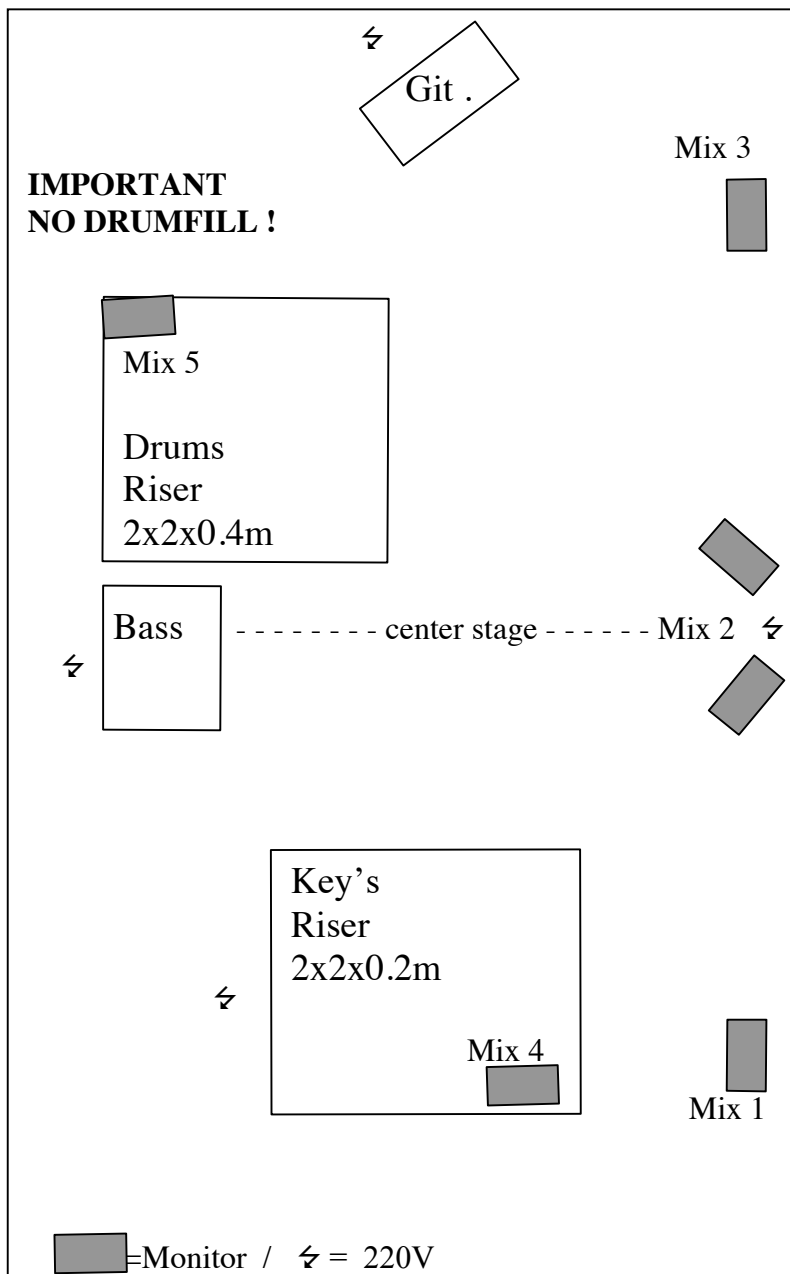 Git .
Mix 3
IMPORTANT
NO DRUMFILL !
Mix 5
Drums
Riser
2x2x0.4m
Bass
- - - - - - - - center stage - - - - - - Mix 2
Key’s
Riser
2x2x0.2m
Mix 4
Mix 1
=Monitor / ⚡ = 220V